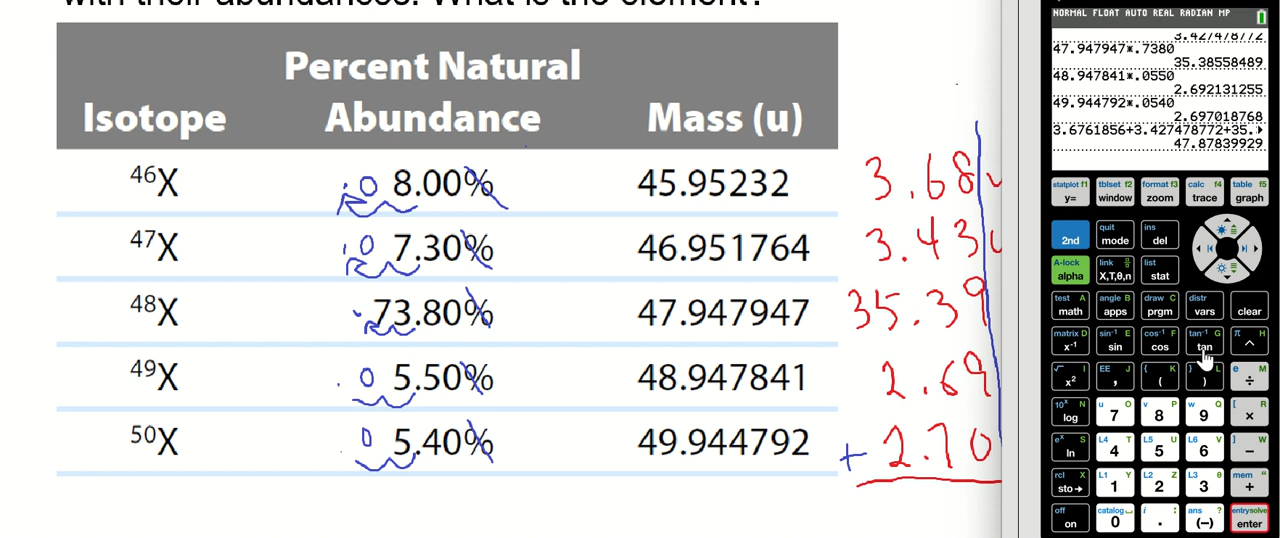 with their abundances. What is the element?
Percent Natural
Isotope Abundance Mass (u)
46X .0 8.00% 45.95232 3.68
47X .0 7.30% 46.951764 3.43
48X .73.80% 47.947947 35.39
49X .0 5.50% 48.947841 2.69
50X .0 5.40% 49.944792 + 2.70
NORMAL FLOAT AUTO REAL RADIAN MP
3.427478772
47.947947*.7380
35.38558489
48.947841*.0550
2.692131255
49.944792*.0540
2.697018768
3.6761856+3.427478772+35.
47.87839929
statplot f1 tblset f2 format f3 calc f4 table f5
y= window zoom trace graph
quit ins
2nd mode del
A-lock link list
alpha X,T,θ,n stat
test A angle B draw C distr
math apps prgm vars clear
matrix D sin⁻¹ E cos⁻¹ F tan⁻¹ G π H
x⁻¹ sin cos tan ^
√ I EE J { K } L e M
x² , ( ) ÷
10ˣ N u O v P w Q [ R
log 7 8 9 ×
eˣ S L4 T L5 U L6 V ] W
ln 4 5 6 −
rcl X L1 Y L2 Z L3 θ mem "
sto→ 1 2 3 +
off catalog i : ans ? entry solve
on 0 . (−) enter